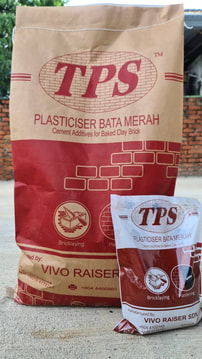 TPS
TM
PLASTICISER BATA MERAH
Cement Additives for Baked Clay Brick
Bricklaying
VIVO RAISER
TPS
PLASTICISER BATA MERAH
Bricklaying
VIVO RAISER SDN